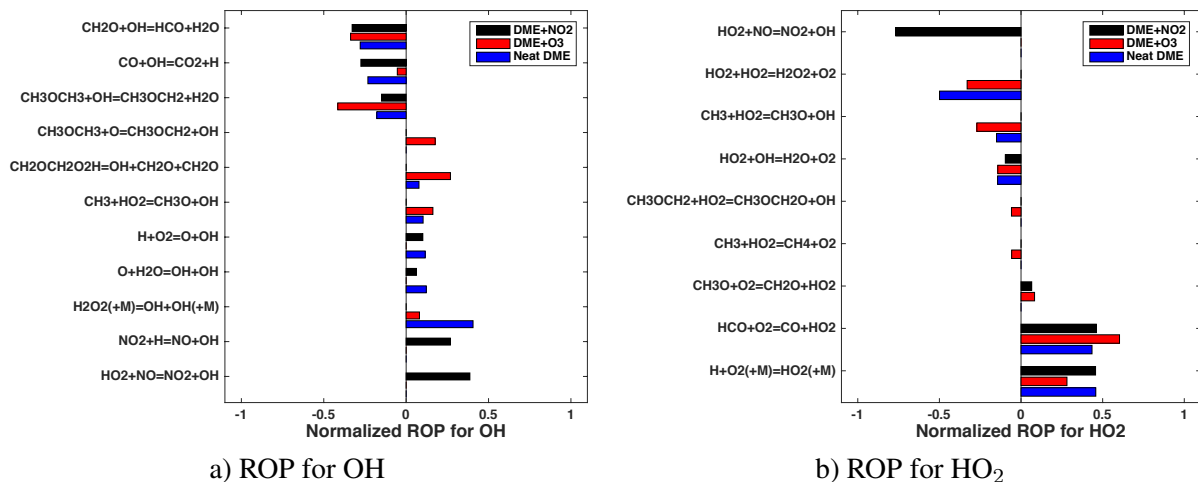 CH2O+OH=HCO+H2O
CO+OH=CO2+H
CH3OCH3+OH=CH3OCH2+H2O
CH3OCH3+O=CH3OCH2+OH
CH2OCH2O2H=OH+CH2O+CH2O
CH3+HO2=CH3O+OH
H+O2=O+OH
O+H2O=OH+OH
H2O2(+M)=OH+OH(+M)
NO2+H=NO+OH
HO2+NO=NO2+OH
DME+NO2
DME+O3
Neat DME
-1 -0.5 0 0.5 1
Normalized ROP for OH
a) ROP for OH
HO2+NO=NO2+OH
HO2+HO2=H2O2+O2
CH3+HO2=CH3O+OH
HO2+OH=H2O+O2
CH3OCH2+HO2=CH3OCH2O+OH
CH3+HO2=CH4+O2
CH3O+O2=CH2O+HO2
HCO+O2=CO+HO2
H+O2(+M)=HO2(+M)
DME+NO2
DME+O3
Neat DME
-1 -0.5 0 0.5 1
Normalized ROP for HO2
b) ROP for HO₂